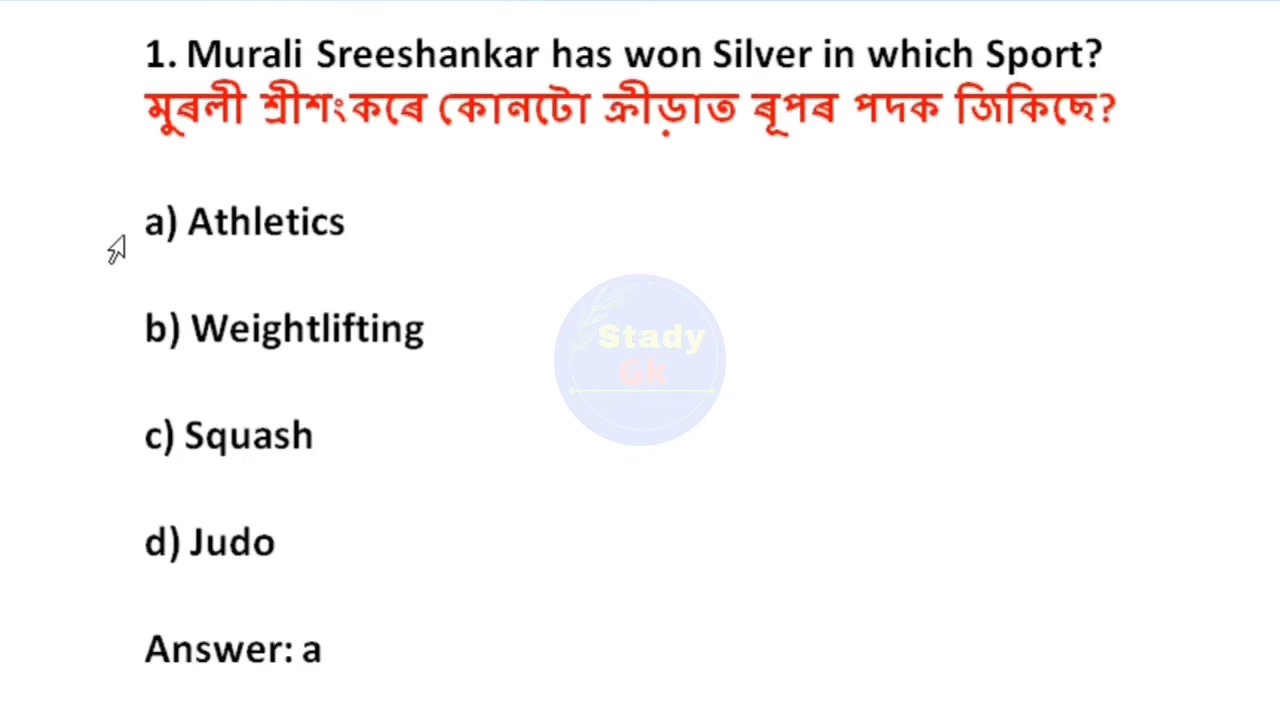 1. Murali Sreeshankar has won Silver in which Sport?
মুৰলী শ্ৰীশংকৰে কোনটো ক্ৰীড়াত ৰূপৰ পদক জিকিছে?
a) Athletics
b) Weightlifting
Stady
Gk
c) Squash
d) Judo
Answer: a